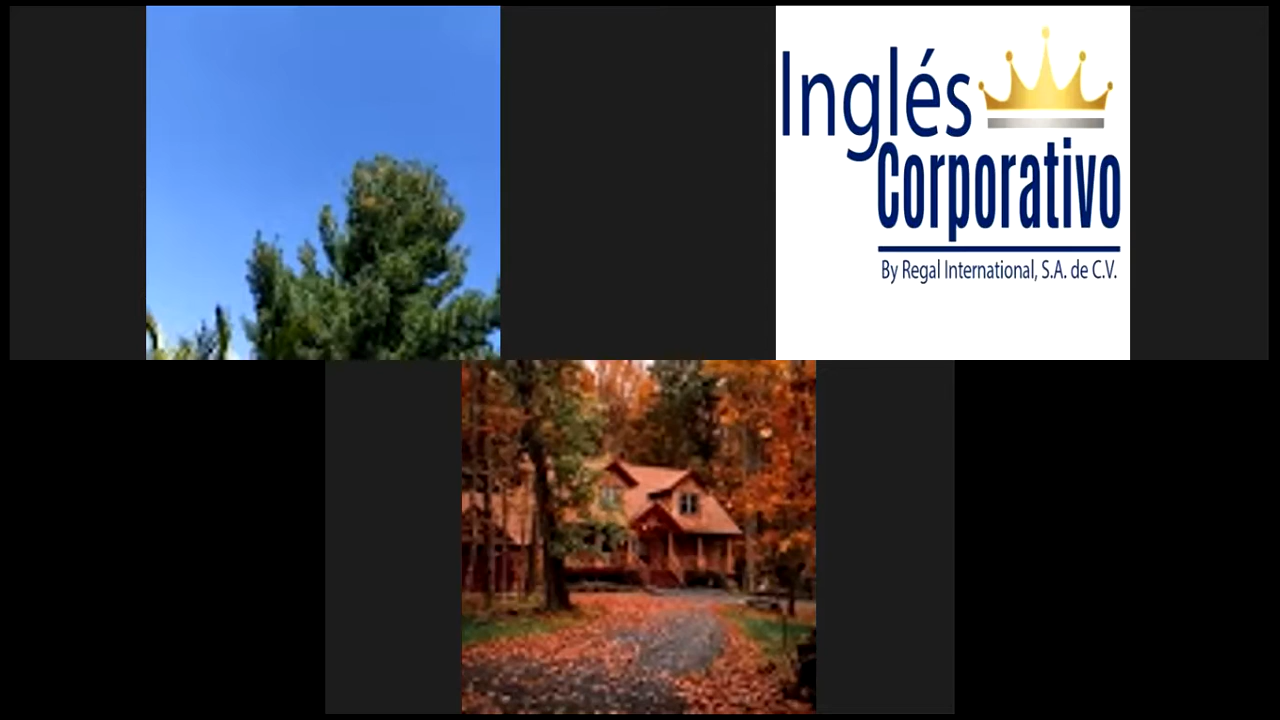 Inglés
Corporativo
By Regal International, S.A. de C.V.